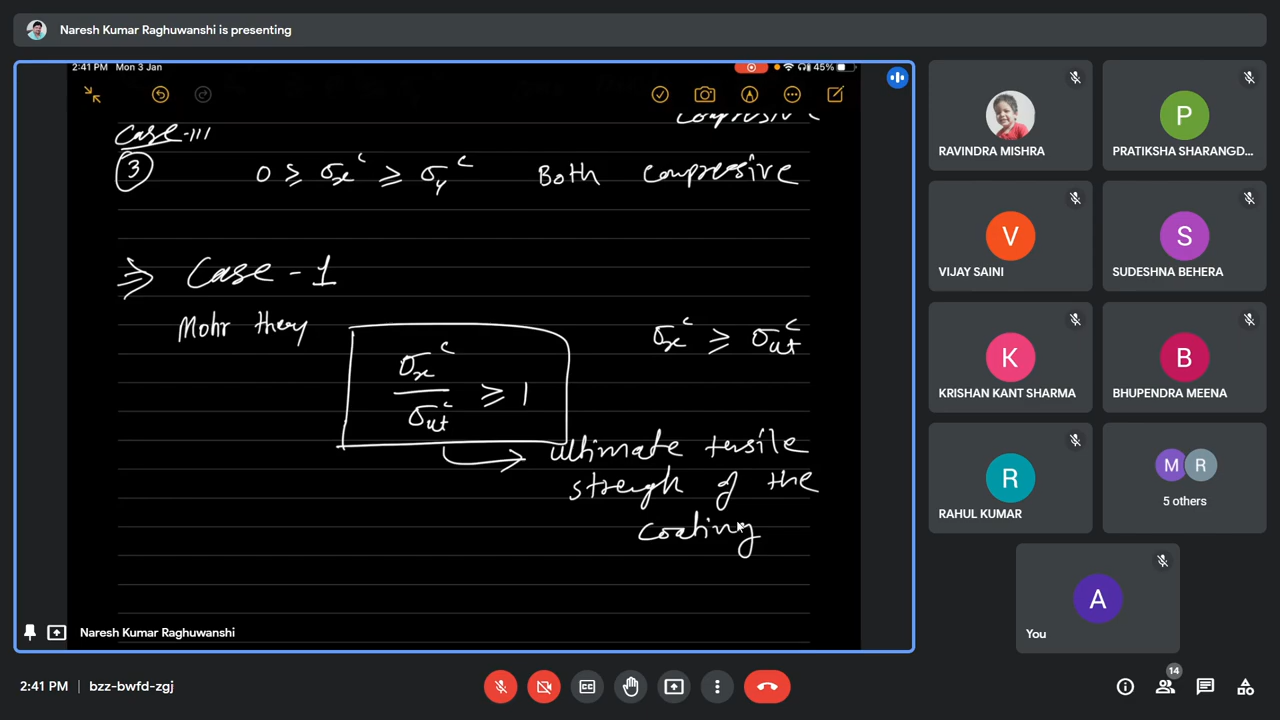 Naresh Kumar Raghuwanshi is presenting
2:41 PM Mon 3 Jan
45%
Case-III
③ 0 ≥ σx^c ≥ σy^c Both compressive
⇒ Case - 1
Mohr theory
σx^c ≥ σut^c
σx^c / σut^c ≥ 1
ultimate tensile
strength of the
coating
Naresh Kumar Raghuwanshi
RAVINDRA MISHRA
P
PRATIKSHA SHARANGD...
V
VIJAY SAINI
S
SUDESHNA BEHERA
K
KRISHAN KANT SHARMA
B
BHUPENDRA MEENA
R
RAHUL KUMAR
M R
5 others
A
You
2:41 PM | bzz-bwfd-zgj
14